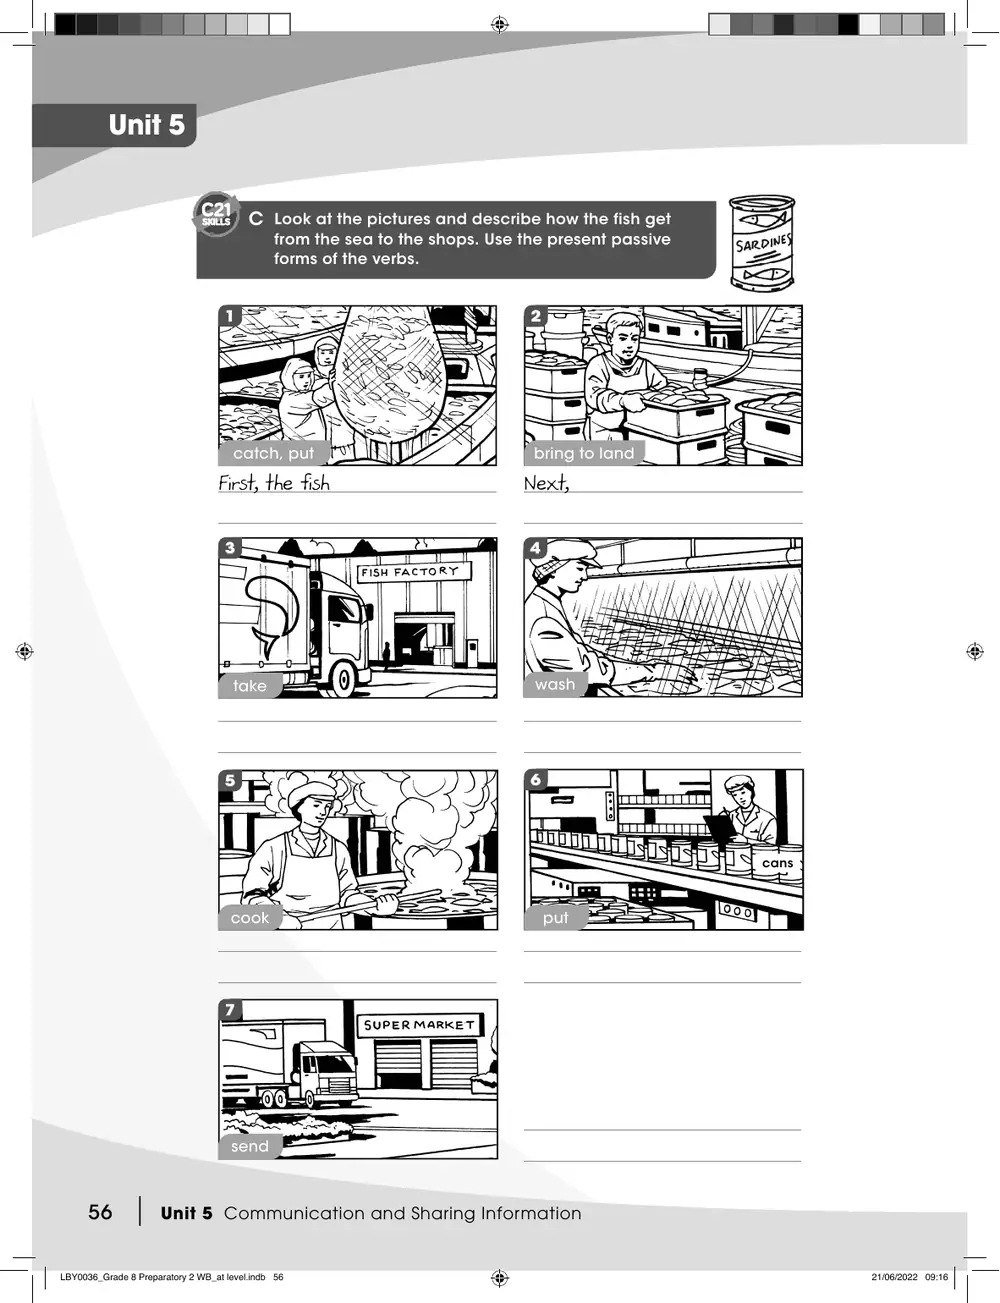 Unit 5
C21
SKILLS
C Look at the pictures and describe how the fish get
from the sea to the shops. Use the present passive
forms of the verbs.
SARDINES
1
catch, put
First, the fish
2
bring to land
Next,
3
FISH FACTORY
take
4
wash
5
cook
6
cans
put
7
SUPERMARKET
send
56 Unit 5 Communication and Sharing Information
LBY0036_Grade 8 Preparatory 2 WB_at level.indb 56
21/06/2022 09:16